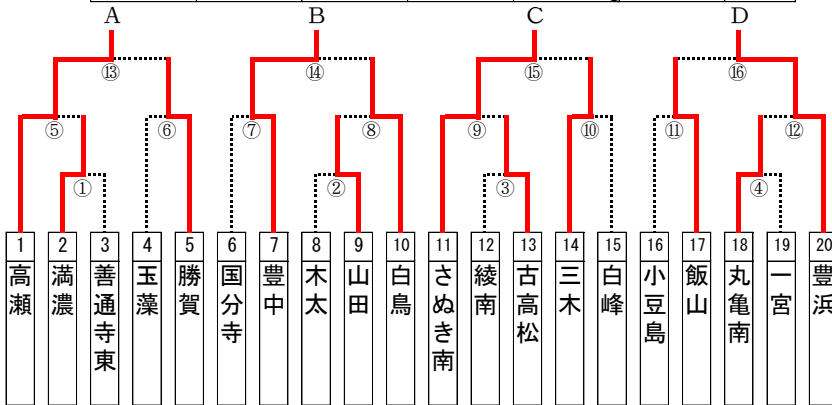 A B C D
⑬ ⑭ ⑮ ⑯
⑤ ⑥ ⑦ ⑧ ⑨ ⑩ ⑪ ⑫
① ② ③ ④
1 2 3 4 5 6 7 8 9 10 11 12 13 14 15 16 17 18 19 20
高瀬
満濃
善通寺東
玉藻
勝賀
国分寺
豊中
木太
山田
白鳥
さぬき南
綾南
古高松
三木
白峰
小豆島
飯山
丸亀南
一宮
豊浜